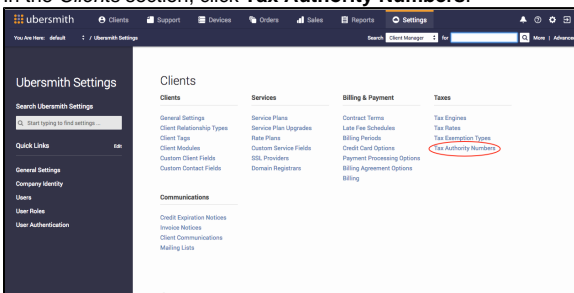 In the Clients section, click Tax Authority Numbers.
ubersmith
Clients
Support
Devices
Orders
Sales
Reports
Settings
You Are Here: default / Ubersmith Settings
Search Client Manager for
More | Advanced
Ubersmith Settings
Search Ubersmith Settings
Start typing to find settings ...
Quick Links Edit
General Settings
Company Identity
Users
User Roles
User Authentication
Clients
Clients
General Settings
Client Relationship Types
Client Tags
Client Modules
Custom Client Fields
Custom Contact Fields
Services
Service Plans
Service Plan Upgrades
Rate Plans
Custom Service Fields
SSL Providers
Domain Registrars
Billing & Payment
Contract Terms
Late Fee Schedules
Billing Periods
Credit Card Options
Payment Processing Options
Billing Agreement Options
Billing
Taxes
Tax Engines
Tax Rates
Tax Exemption Types
Tax Authority Numbers
Communications
Credit Expiration Notices
Invoice Notices
Client Communications
Mailing Lists